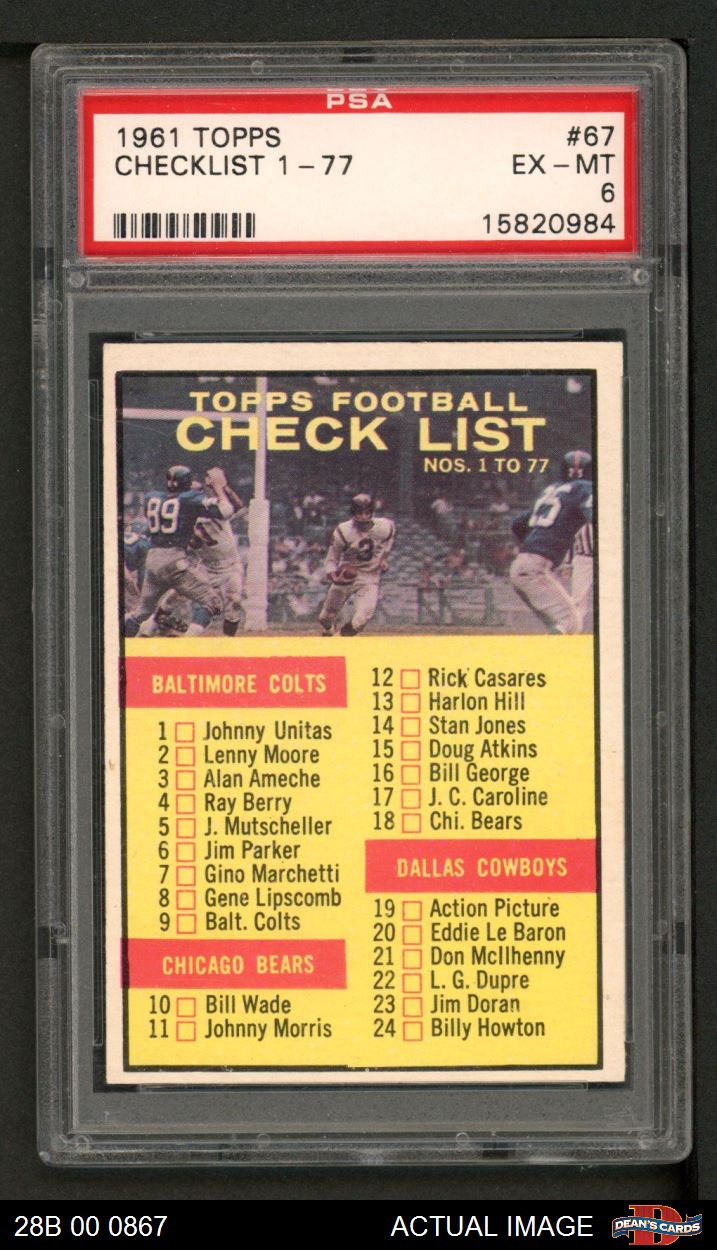 PSA
1961 TOPPS #67
CHECKLIST 1 – 77 EX – MT
6
15820984
TOPPS FOOTBALL
CHECK LIST
NOS. 1 TO 77
89
3
25
BALTIMORE COLTS
1 Johnny Unitas
2 Lenny Moore
3 Alan Ameche
4 Ray Berry
5 J. Mutscheller
6 Jim Parker
7 Gino Marchetti
8 Gene Lipscomb
9 Balt. Colts
CHICAGO BEARS
10 Bill Wade
11 Johnny Morris
12 Rick Casares
13 Harlon Hill
14 Stan Jones
15 Doug Atkins
16 Bill George
17 J. C. Caroline
18 Chi. Bears
DALLAS COWBOYS
19 Action Picture
20 Eddie Le Baron
21 Don McIlhenny
22 L. G. Dupre
23 Jim Doran
24 Billy Howton
28B 00 0867 ACTUAL IMAGE
D
DEAN'S CARDS